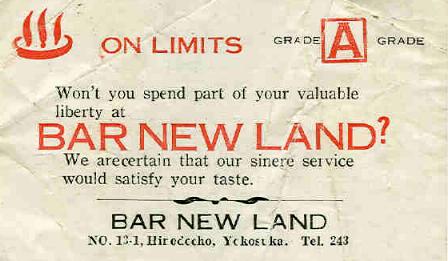 ON LIMITS GRADE A GRADE
Won't you spend part of your valuable
liberty at
BAR NEW LAND?
We arecertain that our sinere service
would satisfy your taste.
BAR NEW LAND
NO. 13-1, Yokosuka. Tel. 243